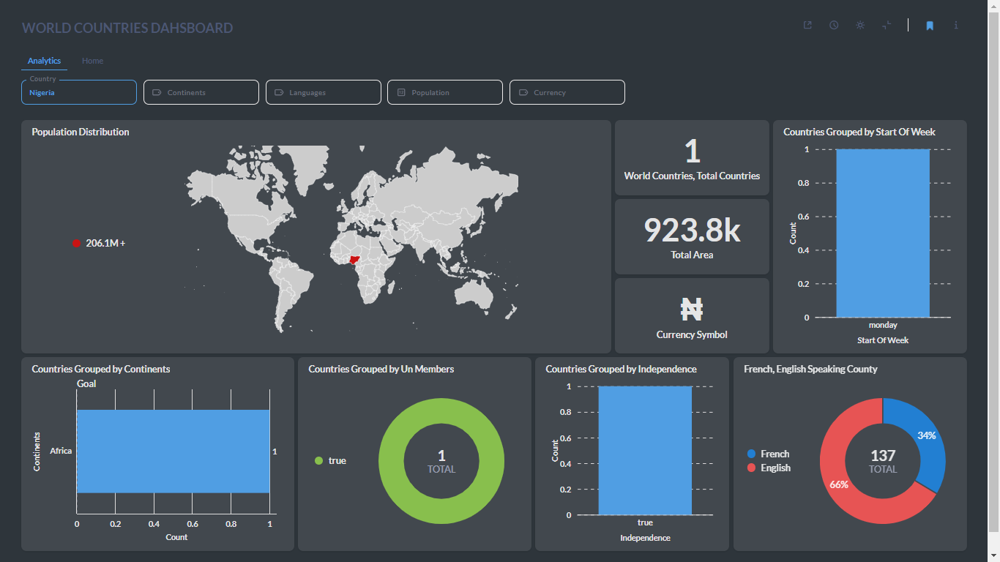 WORLD COUNTRIES DAHSBOARD
Analytics
Home
Country
Nigeria
Continents
Languages
Population
Currency
Population Distribution
206.1M +
1
World Countries, Total Countries
923.8k
Total Area
₦
Currency Symbol
Countries Grouped by Start Of Week
1
0.8
0.6
0.4
0.2
0
Count
monday
Start Of Week
Countries Grouped by Continents
Goal
Continents
Africa
1
0 0.2 0.4 0.6 0.8 1
Count
Countries Grouped by Un Members
true
1
TOTAL
Countries Grouped by Independence
1
0.8
0.6
0.4
0.2
0
Count
true
Independence
French, English Speaking County
French
English
34%
66%
137
TOTAL